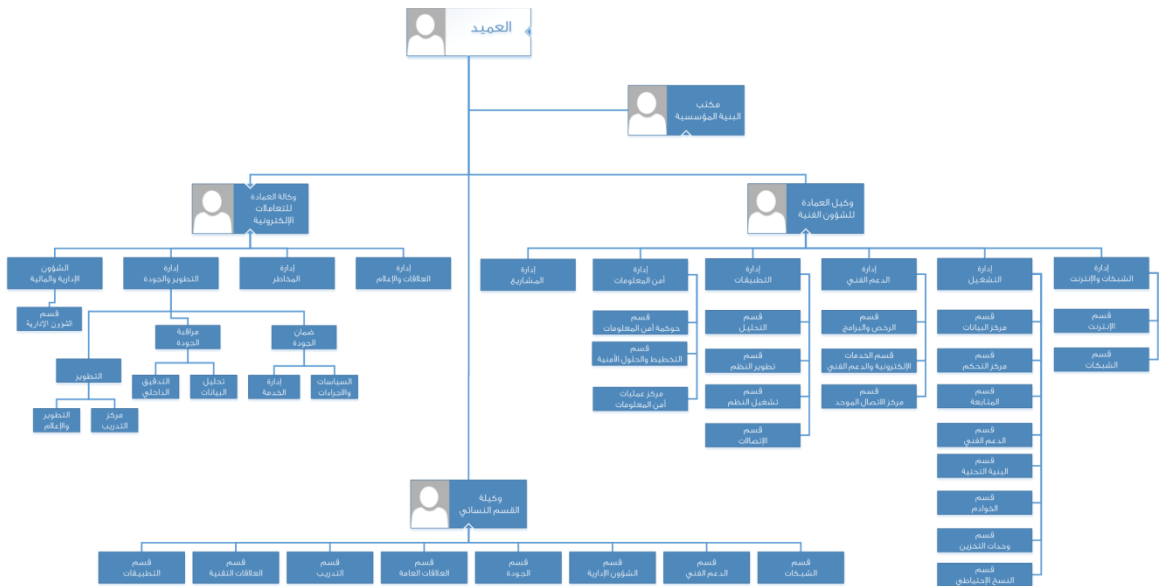 العميد
مكتب
البنية المؤسسية
وكيل العمادة
للشؤون الفنية
وكالة العمادة
للتعاملات
الإلكترونية
إدارة
الشبكات والإنترنت
إدارة
التشغيل
إدارة
الدعم الفني
إدارة
التطبيقات
إدارة
أمن المعلومات
إدارة
المشاريع
إدارة
العلاقات والإعلام
إدارة
المخاطر
إدارة
التطوير والجودة
الشؤون
الإدارية والمالية
قسم
الإنترنت
قسم
الشبكات
قسم
مركز البيانات
قسم
مركز التحكم
قسم
المتابعة
قسم
الدعم الفني
قسم
البنية التحتية
قسم
الخوادم
قسم
وحدات التخزين
قسم
النسخ الإحتياطي
قسم
الرخص والبرامج
قسم الخدمات
الإلكترونية والدعم الفني
قسم
مركز الاتصال الموحد
قسم
التحليل
قسم
تطوير النظم
قسم
تشغيل النظم
قسم
الإتصالات
قسم
حوكمة أمن المعلومات
قسم
التخطيط والحلول الأمنية
مركز عمليات
أمن المعلومات
ضمان
الجودة
السياسات
والاجراءات
إدارة
الخدمة
مراقبة
الجودة
تحليل
البيانات
التدقيق
الداخلي
التطوير
مركز
التدريب
التطوير
والإعلام
قسم
الشؤون الإدارية
وكيلة
القسم النسائي
قسم
الشبكات
قسم
الدعم الفني
قسم
الشؤون الإدارية
قسم
الجودة
قسم
العلاقات العامة
قسم
التدريب
قسم
العلاقات التقنية
قسم
التطبيقات